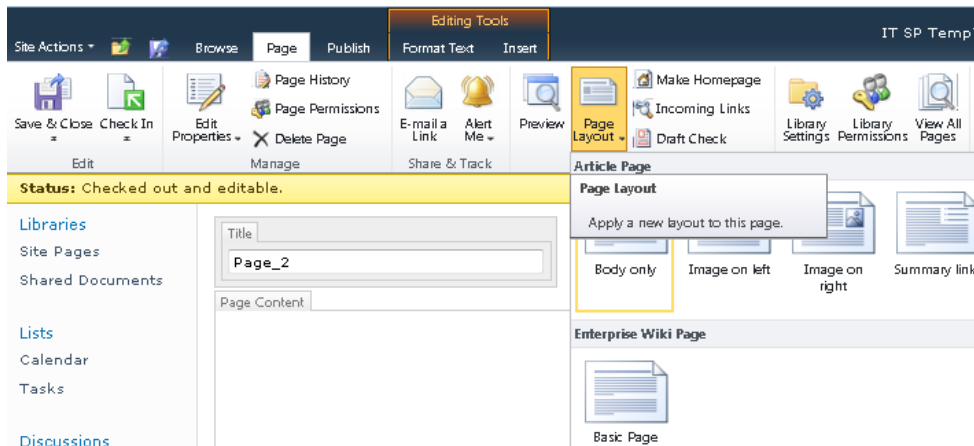 Editing Tools
IT SP Temp
Site Actions Browse Page Publish Format Text Insert
Save & Close Check In
Edit Properties
Page History
Page Permissions
Delete Page
E-mail a Link
Alert Me
Preview
Page Layout
Make Homepage
Incoming Links
Draft Check
Library Settings
Library Permissions
View All Pages
Edit Manage Share & Track
Article Page
Status: Checked out and editable.
Page Layout
Apply a new layout to this page.
Body only
Image on left
Image on right
Summary link
Libraries
Site Pages
Shared Documents
Title
Page_2
Page Content
Lists
Calendar
Tasks
Discussions
Enterprise Wiki Page
Basic Page